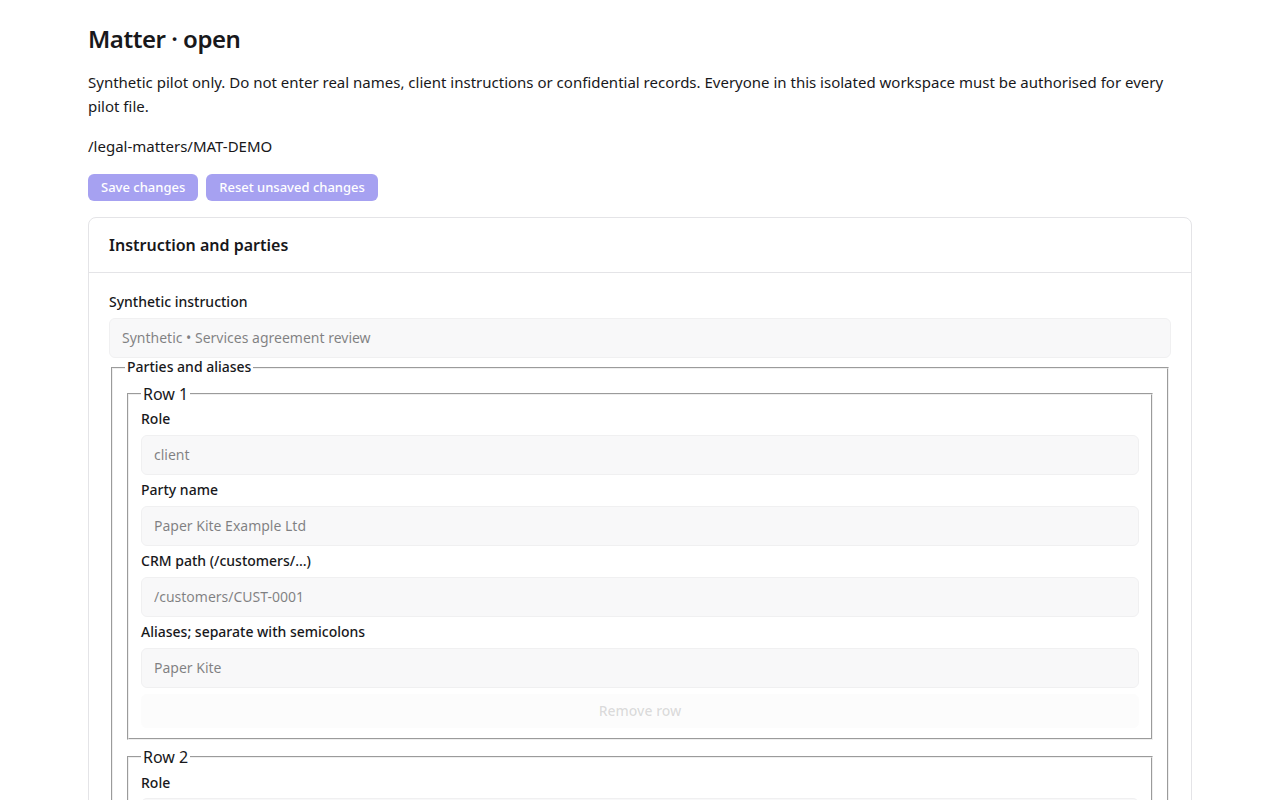 Matter · open
Synthetic pilot only. Do not enter real names, client instructions or confidential records. Everyone in this isolated workspace must be authorised for every
pilot file.
/legal-matters/MAT-DEMO
Save changes Reset unsaved changes
Instruction and parties
Synthetic instruction
Synthetic • Services agreement review
Parties and aliases
Row 1
Role
client
Party name
Paper Kite Example Ltd
CRM path (/customers/...)
/customers/CUST-0001
Aliases; separate with semicolons
Paper Kite
Remove row
Row 2
Role